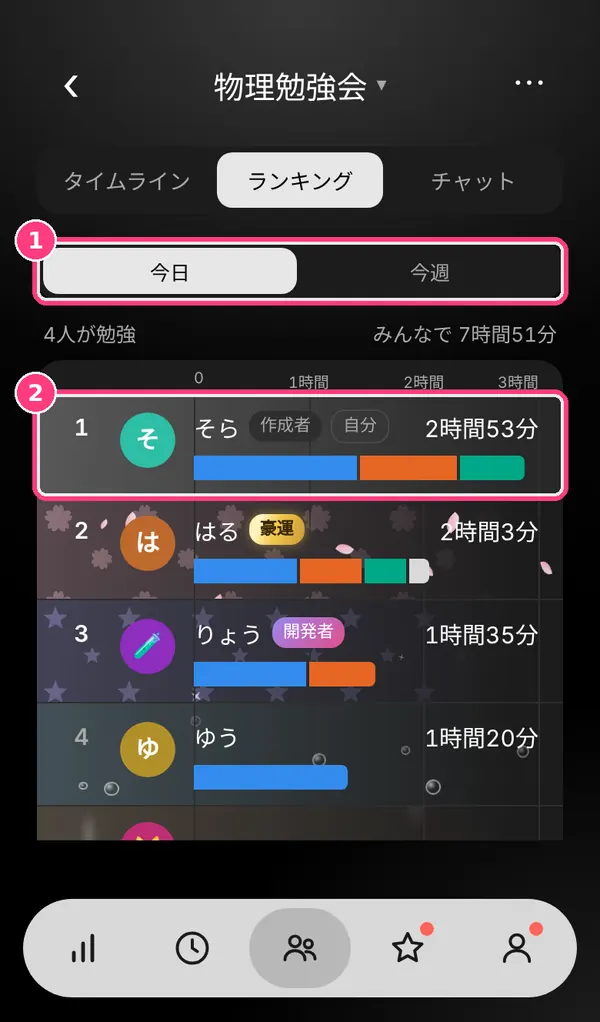 物理勉強会 ▾
タイムライン ランキング チャット
1
今日 今週
4人が勉強 みんなで 7時間51分
0 1時間 2時間 3時間
2
1 そ そら 作成者 自分 2時間53分
2 は はる 豪運 2時間3分
3 りょう 開発者 1時間35分
4 ゆ ゆう 1時間20分